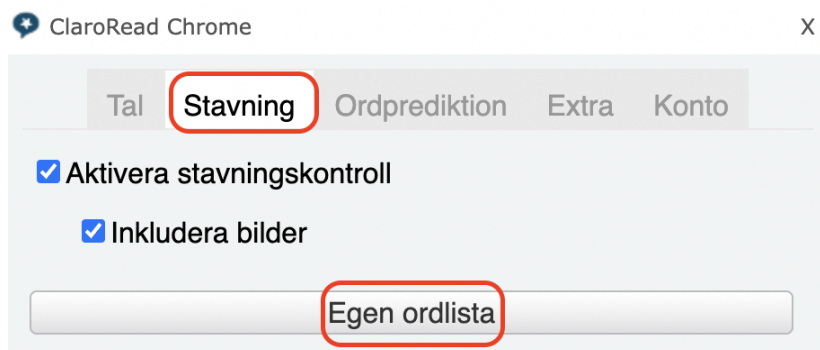 ClaroRead Chrome X
Tal Stavning Ordprediktion Extra Konto
Aktivera stavningskontroll
Inkludera bilder
Egen ordlista